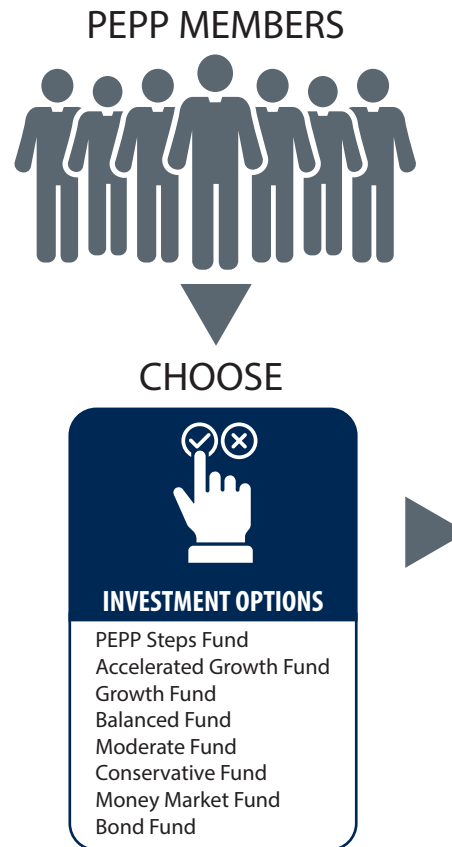 PEPP MEMBERS
CHOOSE
INVESTMENT OPTIONS
PEPP Steps Fund
Accelerated Growth Fund
Growth Fund
Balanced Fund
Moderate Fund
Conservative Fund
Money Market Fund
Bond Fund